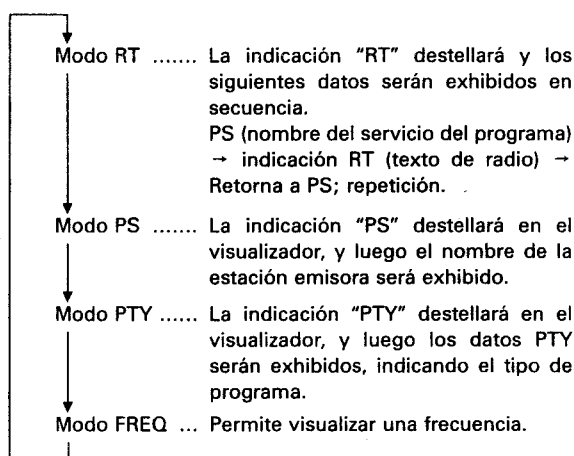 Modo RT ....... La indicación “RT” destellará y los
siguientes datos serán exhibidos en
secuencia.
PS (nombre del servicio del programa)
→ indicación RT (texto de radio) →
Retorna a PS; repetición.
Modo PS ....... La indicación “PS” destellará en el
visualizador, y luego el nombre de la
estación emisora será exhibido.
Modo PTY ...... La indicación “PTY” destellará en el
visualizador, y luego los datos PTY
serán exhibidos, indicando el tipo de
programa.
Modo FREQ ... Permite visualizar una frecuencia.